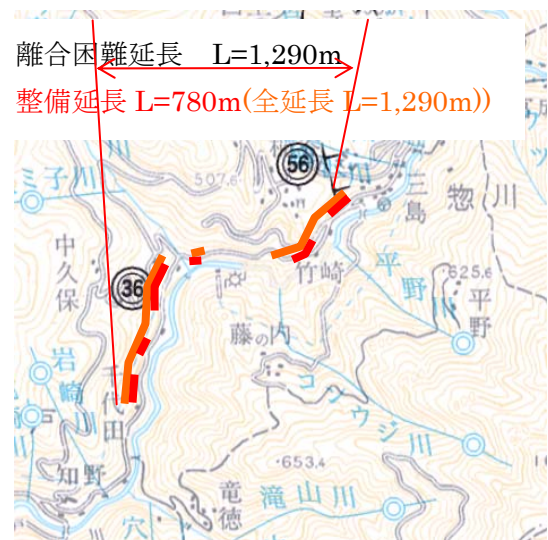 離合困難延長 L=1,290m
整備延長 L=780m(全延長 L=1,290m))
56
507.6
三島
惣川
ミ子川
中久保
竹崎
平野川
625.6
平野
36
藤の内
岩崎川
千代田
コツウジ川
653.4
知野
竜徳
滝山川
穴